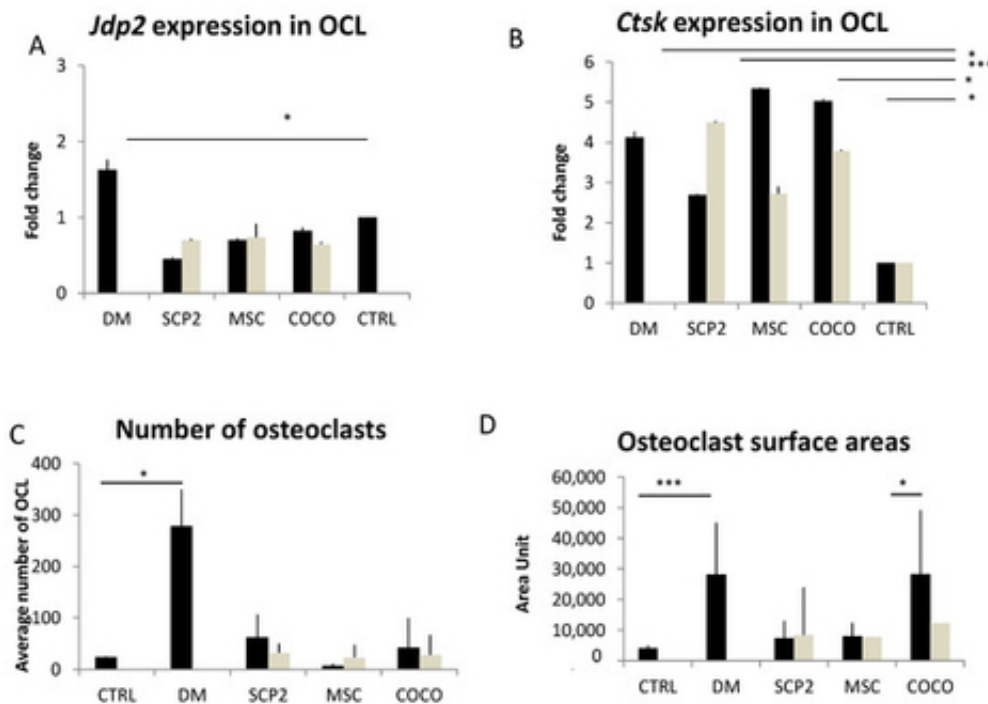 A
Jdp2 expression in OCL
3
2
1
0
Fold change
*
DM SCP2 MSC COCO CTRL
B
Ctsk expression in OCL
6
5
4
3
2
1
0
Fold change
*
***
*
*
DM SCP2 MSC COCO CTRL
C
Number of osteoclasts
400
300
200
100
0
Average number of OCL
*
CTRL DM SCP2 MSC COCO
D
Osteoclast surface areas
60,000
50,000
40,000
30,000
20,000
10,000
0
Area Unit
***
*
CTRL DM SCP2 MSC COCO